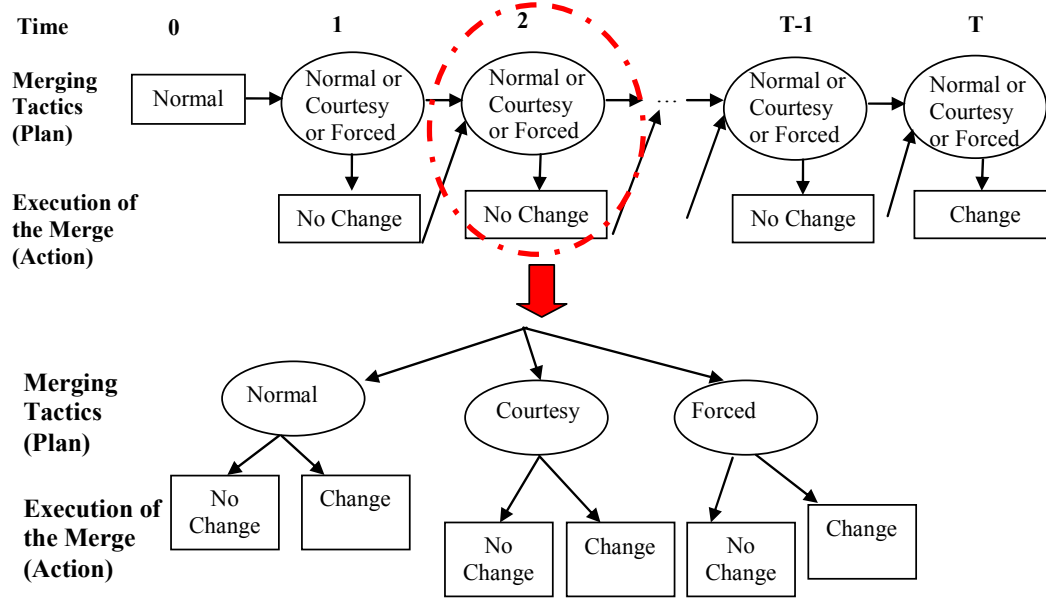 Time 0 1 2 T-1 T
Merging
Tactics
(Plan)
Normal
Normal or
Courtesy
or Forced
Normal or
Courtesy
or Forced
...
Normal or
Courtesy
or Forced
Normal or
Courtesy
or Forced
Execution of
the Merge
(Action)
No Change
No Change
No Change
Change
Merging
Tactics
(Plan)
Normal
Courtesy
Forced
Execution of
the Merge
(Action)
No
Change
Change
No
Change
Change
No
Change
Change